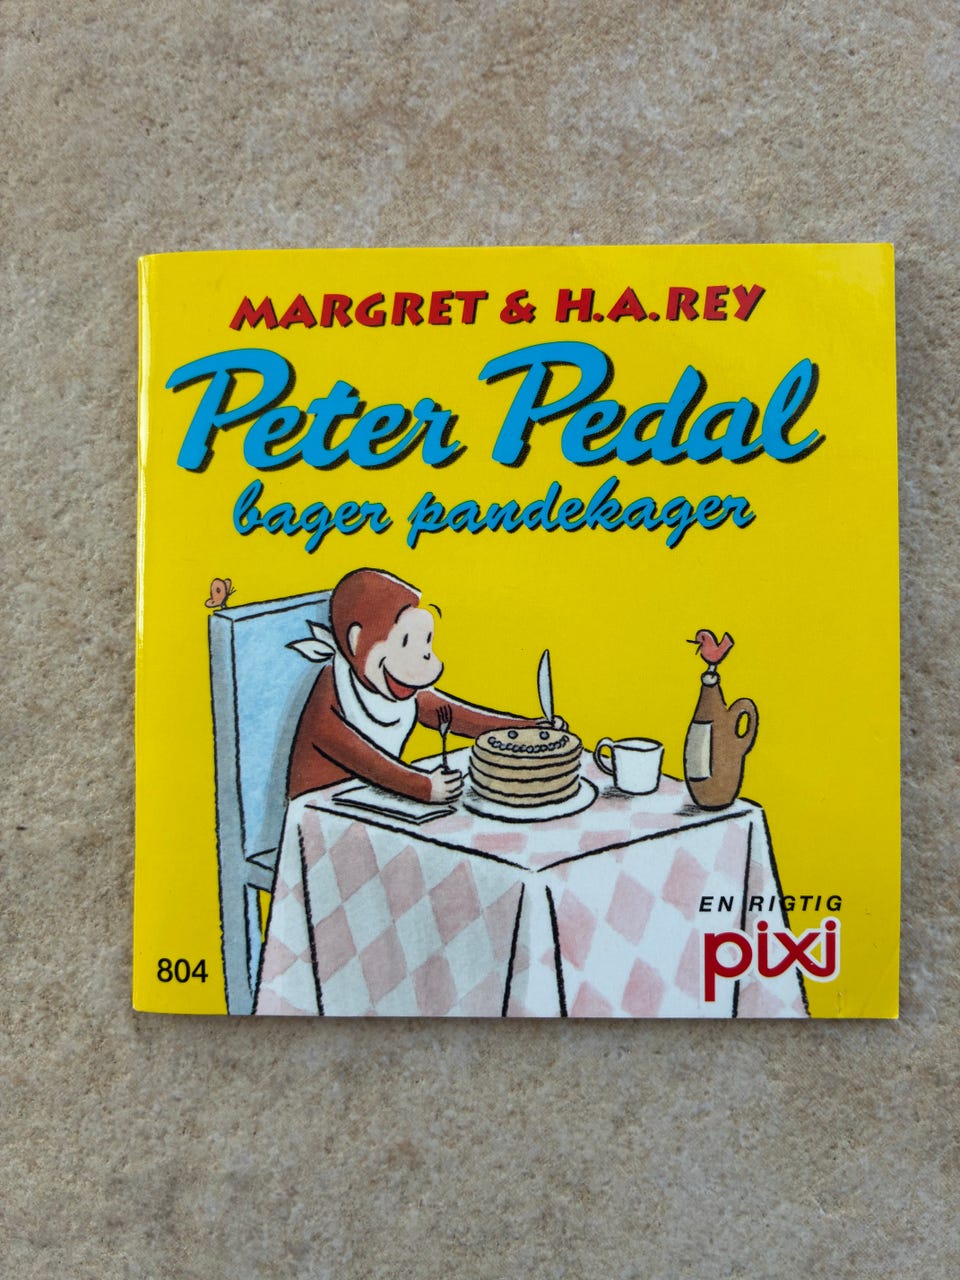 MARGRET & H.A.REY
Peter Pedal
bager pandekager
EN RIGTIG
pixi
804